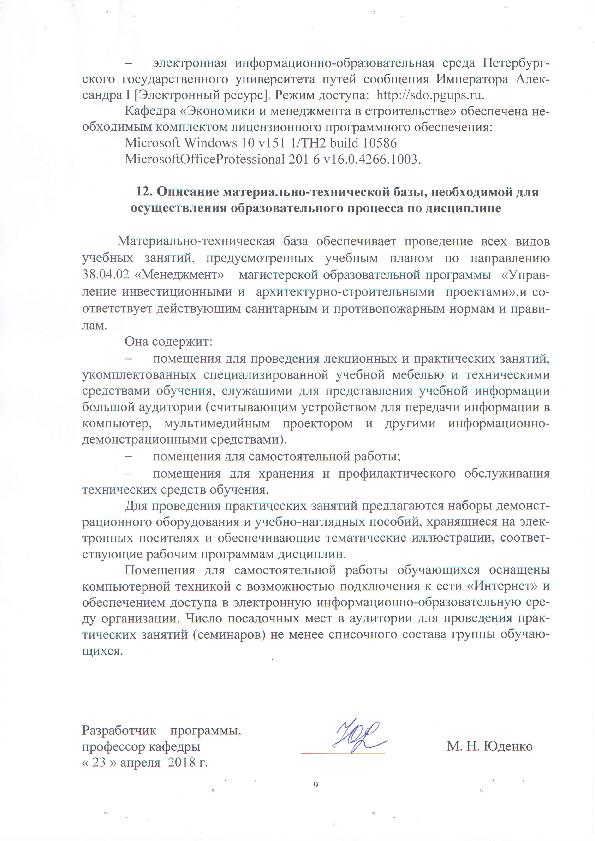 – электронная информационно-образовательная среда Петербург-
ского государственного университета путей сообщения Императора Алек-
сандра I [Электронный ресурс]. Режим доступа: http://sdo.pgups.ru.
Кафедра «Экономики и менеджмента в строительстве» обеспечена не-
обходимым комплектом лицензионного программного обеспечения:
Microsoft Windows 10 v151 1/TH2 build 10586
MicrosoftOfficeProfessional 201 6 v16.0.4266.1003.
12. Описание материально-технической базы, необходимой для
осуществления образовательного процесса по дисциплине
Материально-техническая база обеспечивает проведение всех видов
учебных занятий, предусмотренных учебным планом по направлению
38.04.02 «Менеджмент» магистерской образовательной программы «Управ-
ление инвестиционными и архитектурно-строительными проектами»,и со-
ответствует действующим санитарным и противопожарным нормам и прави-
лам.
Она содержит:
– помещения для проведения лекционных и практических занятий,
укомплектованных специализированной учебной мебелью и техническими
средствами обучения, служащими для представления учебной информации
большой аудитории (считывающим устройством для передачи информации в
компьютер, мультимедийным проектором и другими информационно-
демонстрационными средствами).
– помещения для самостоятельной работы;
– помещения для хранения и профилактического обслуживания
технических средств обучения.
Для проведения практических занятий предлагаются наборы демонст-
рационного оборудования и учебно-наглядных пособий, хранящиеся на элек-
тронных носителях и обеспечивающие тематические иллюстрации, соответ-
ствующие рабочим программам дисциплин.
Помещения для самостоятельной работы обучающихся оснащены
компьютерной техникой с возможностью подключения к сети «Интернет» и
обеспечением доступа в электронную информационно-образовательную сре-
ду организации. Число посадочных мест в аудитории для проведения прак-
тических занятий (семинаров) не менее списочного состава группы обучаю-
щихся.
Разработчик программы,
профессор кафедры М. Н. Юденко
« 23 » апреля 2018 г.
9